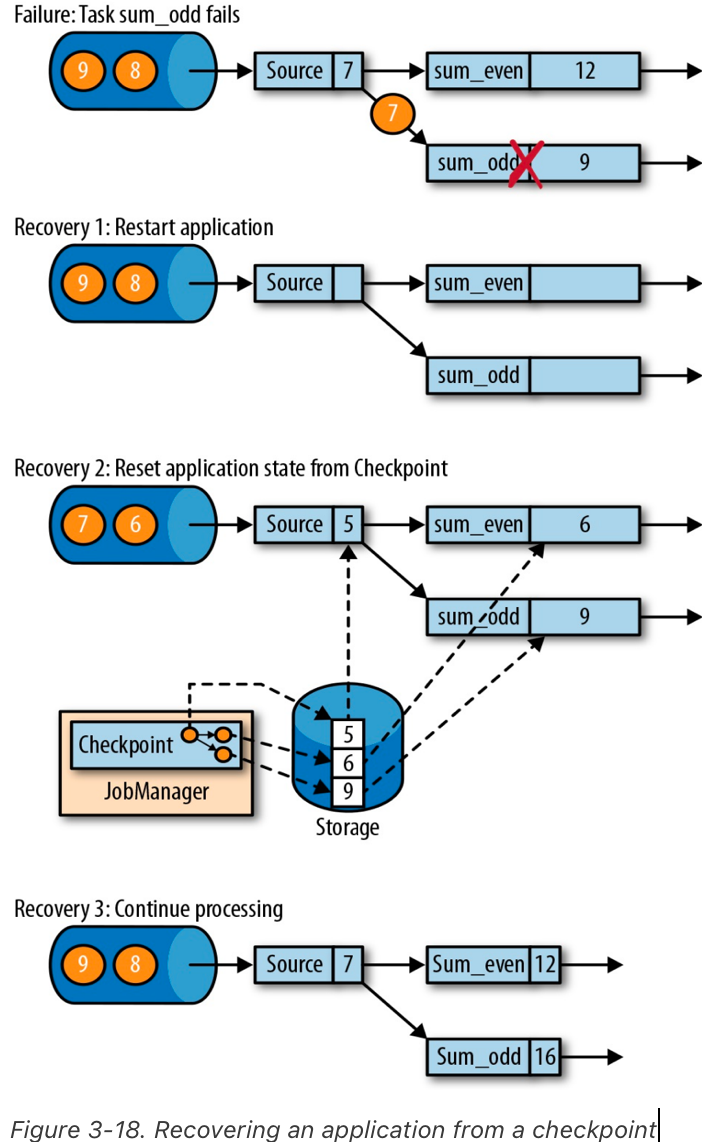 Failure: Task sum_odd fails
9 8 Source 7 sum_even 12
7
sum_odd 9
Recovery 1: Restart application
9 8 Source sum_even
sum_odd
Recovery 2: Reset application state from Checkpoint
7 6 Source 5 sum_even 6
sum_odd 9
Checkpoint
JobManager
5
6
9
Storage
Recovery 3: Continue processing
9 8 Source 7 Sum_even 12
Sum_odd 16
Figure 3-18. Recovering an application from a checkpoint